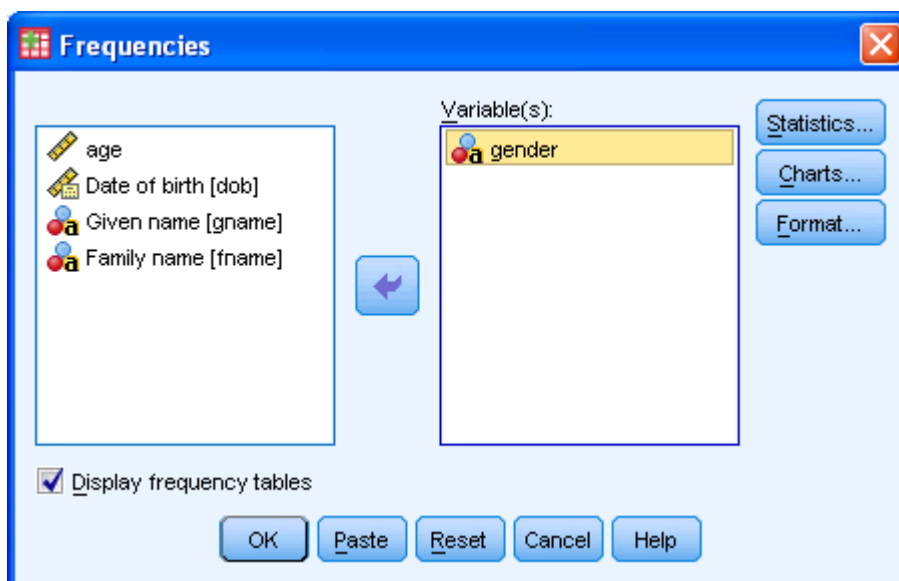 Frequencies
age
Date of birth [dob]
Given name [gname]
Family name [fname]
Variable(s):
gender
Statistics...
Charts...
Format...
Display frequency tables
OK
Paste
Reset
Cancel
Help